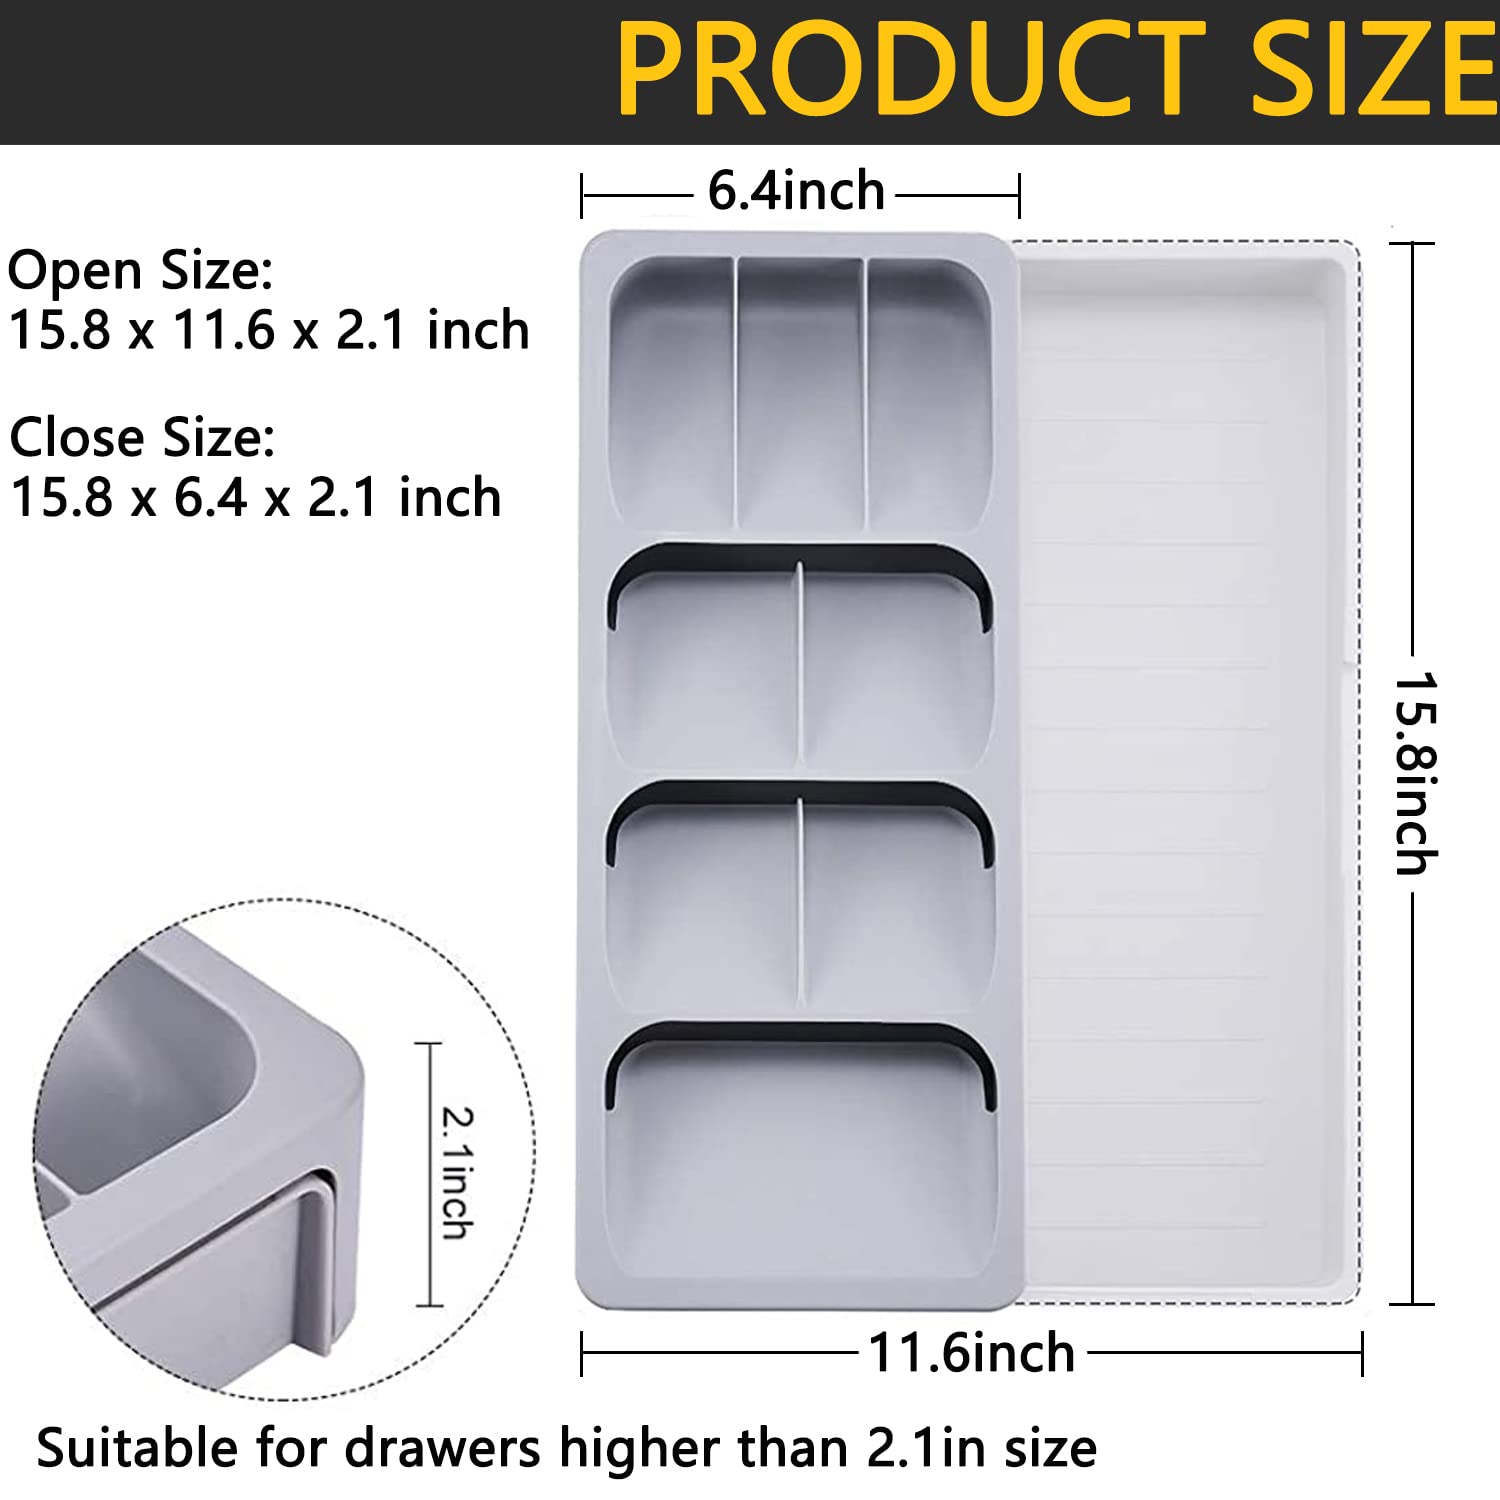 PRODUCT SIZE
6.4inch
Open Size:
15.8 x 11.6 x 2.1 inch
Close Size:
15.8 x 6.4 x 2.1 inch
15.8inch
2.1inch
11.6inch
Suitable for drawers higher than 2.1in size